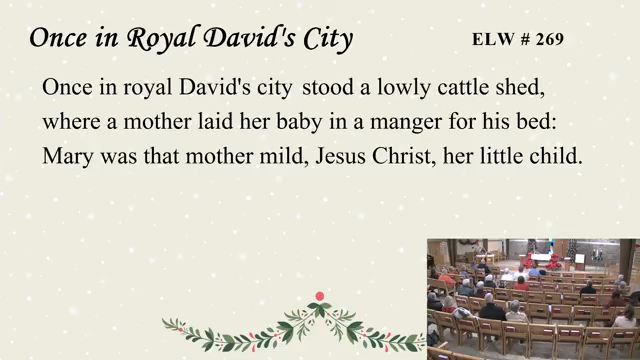 Once in Royal David's City
ELW # 269
Once in royal David's city stood a lowly cattle shed,
where a mother laid her baby in a manger for his bed:
Mary was that mother mild, Jesus Christ, her little child.